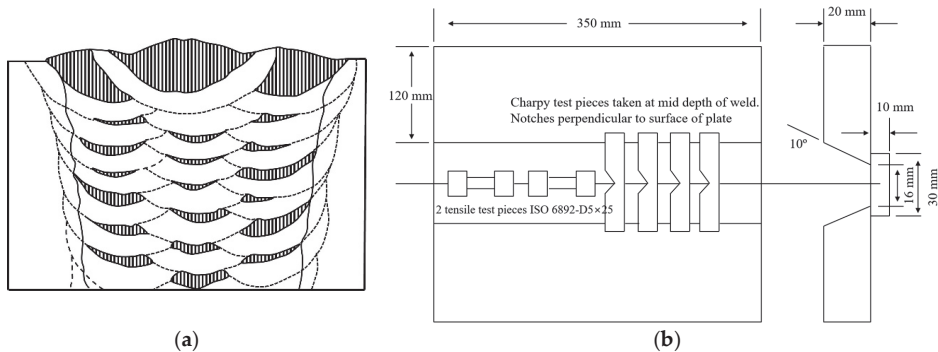 350 mm
20 mm
120 mm
Charpy test pieces taken at mid depth of weld.
Notches perpendicular to surface of plate
10 mm
10º
16 mm
30 mm
2 tensile test pieces ISO 6892-D5×25
(a)
(b)